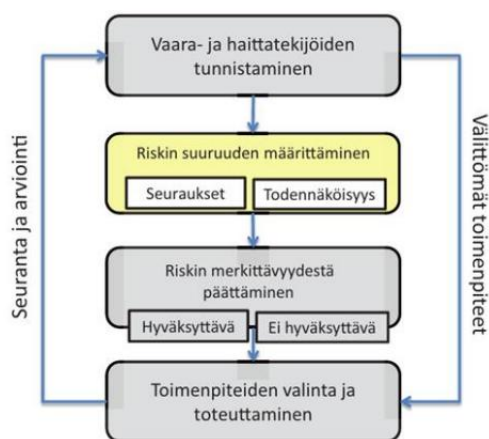 Vaara- ja haittatekijöiden
tunnistaminen
Riskin suuruuden määrittäminen
Seuraukset
Todennäköisyys
Riskin merkittävyydestä
päättäminen
Hyväksyttävä
Ei hyväksyttävä
Toimenpiteiden valinta ja
toteuttaminen
Seuranta ja arviointi
Välittömät toimenpiteet